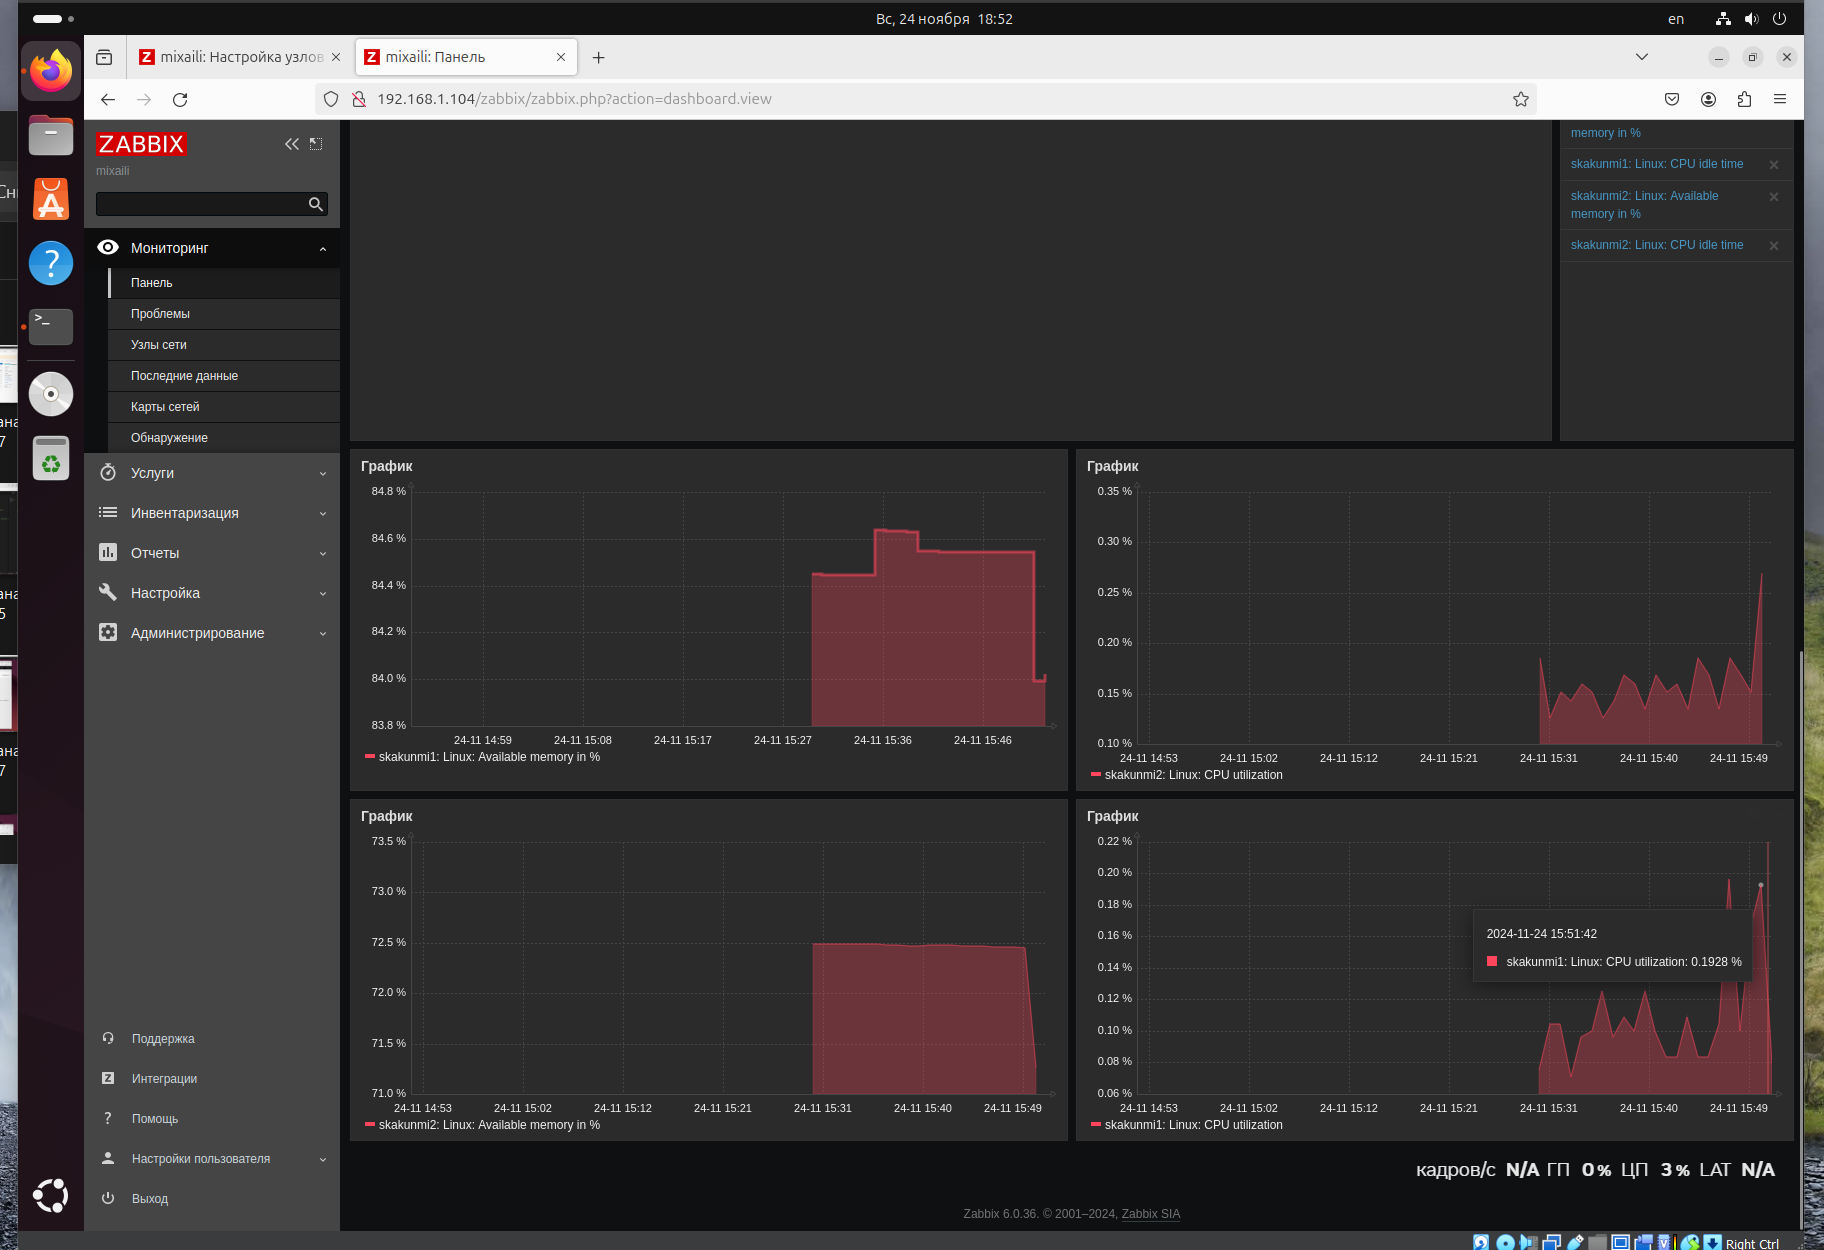 Вс, 24 ноября 18:52
en
mixaili: Настройка узлов
mixaili: Панель
192.168.1.104/zabbix/zabbix.php?action=dashboard.view
ZABBIX
mixaili
Мониторинг
Панель
Проблемы
Узлы сети
Последние данные
Карты сетей
Обнаружение
Услуги
Инвентаризация
Отчеты
Настройка
Администрирование
Поддержка
Интеграции
Помощь
Настройки пользователя
Выход
memory in %
skakunmi1: Linux: CPU idle time
skakunmi2: Linux: Available
memory in %
skakunmi2: Linux: CPU idle time
График
84.8 %
84.6 %
84.4 %
84.2 %
84.0 %
83.8 %
24-11 14:59 24-11 15:08 24-11 15:17 24-11 15:27 24-11 15:36 24-11 15:46
skakunmi1: Linux: Available memory in %
График
0.35 %
0.30 %
0.25 %
0.20 %
0.15 %
0.10 %
24-11 14:53 24-11 15:02 24-11 15:12 24-11 15:21 24-11 15:31 24-11 15:40 24-11 15:49
skakunmi2: Linux: CPU utilization
График
73.5 %
73.0 %
72.5 %
72.0 %
71.5 %
71.0 %
24-11 14:53 24-11 15:02 24-11 15:12 24-11 15:21 24-11 15:31 24-11 15:40 24-11 15:49
skakunmi2: Linux: Available memory in %
График
0.22 %
0.20 %
0.18 %
0.16 %
0.14 %
0.12 %
0.10 %
0.08 %
0.06 %
2024-11-24 15:51:42
skakunmi1: Linux: CPU utilization: 0.1928 %
24-11 14:53 24-11 15:02 24-11 15:12 24-11 15:21 24-11 15:31 24-11 15:40 24-11 15:49
skakunmi1: Linux: CPU utilization
кадров/с N/A ГП 0 % ЦП 3 % LAT N/A
Zabbix 6.0.36. © 2001–2024, Zabbix SIA
Right Ctrl